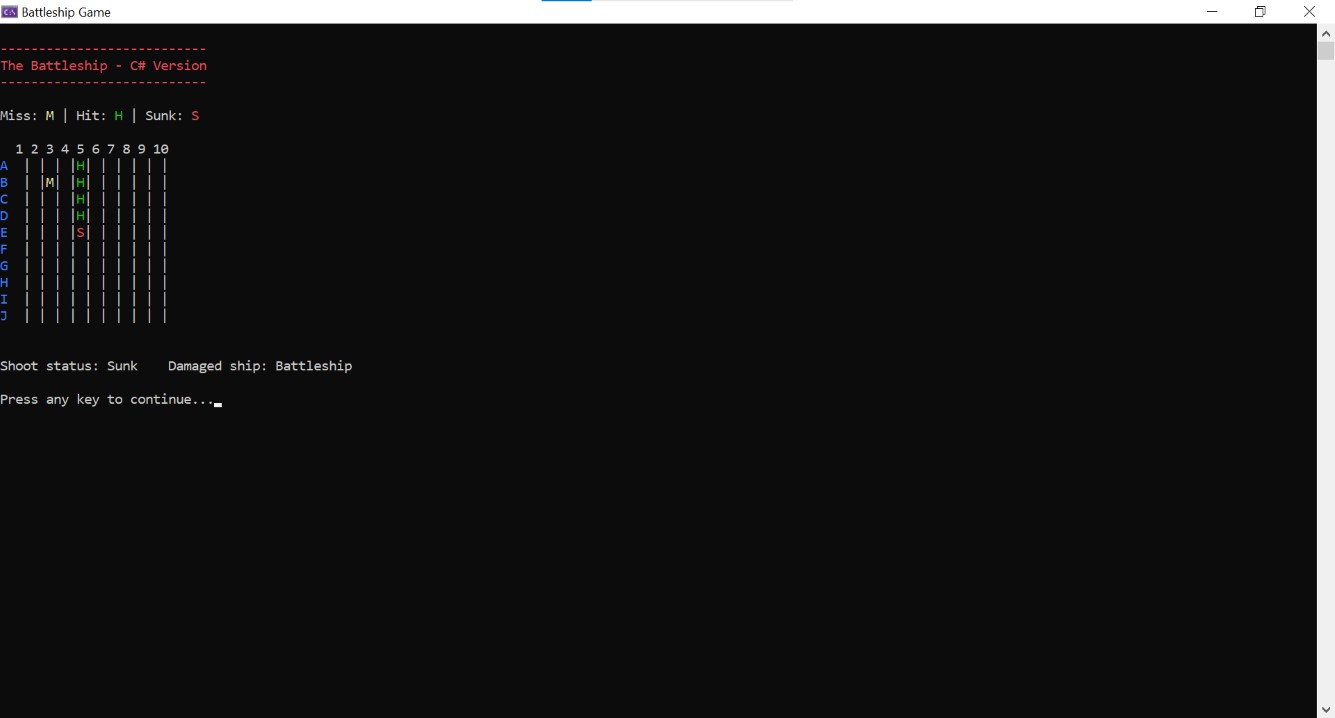 Battleship Game
---------------------------
The Battleship - C# Version
---------------------------
Miss: M | Hit: H | Sunk: S
  1 2 3 4 5 6 7 8 9 10
A  | | | |H| | | | | |
B  | |M| |H| | | | | |
C  | | | |H| | | | | |
D  | | | |H| | | | | |
E  | | | |S| | | | | |
F  | | | | | | | | | |
G  | | | | | | | | | |
H  | | | | | | | | | |
I  | | | | | | | | | |
J  | | | | | | | | | |
Shoot status: Sunk    Damaged ship: Battleship
Press any key to continue...